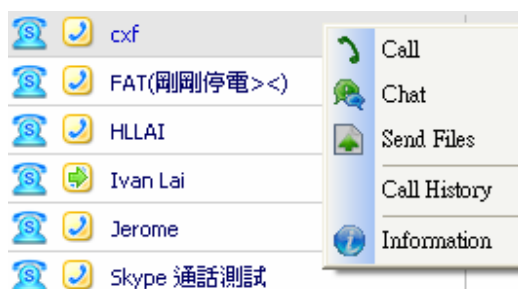 cxf
FAT(剛剛停電><)
HLLAI
Ivan Lai
Jerome
Skype 通話測試
Call
Chat
Send Files
Call History
Information